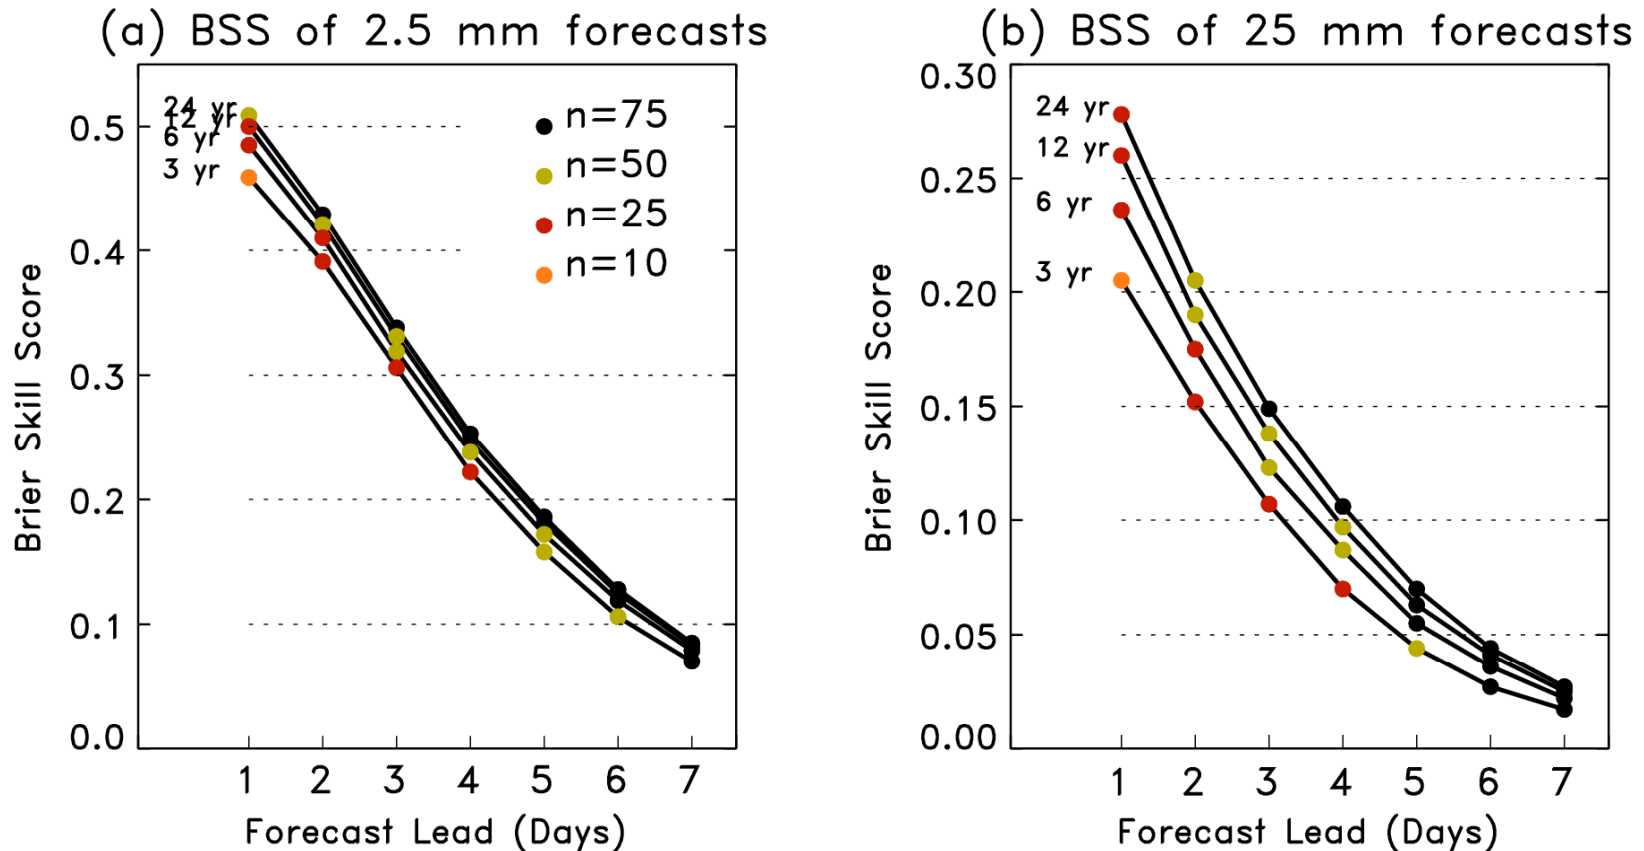 (a) BSS of 2.5 mm forecasts
24 yr
12 yr
6 yr
3 yr
n=75
n=50
n=25
n=10
0.5
0.4
0.3
0.2
0.1
0.0
Brier Skill Score
1 2 3 4 5 6 7
Forecast Lead (Days)
(b) BSS of 25 mm forecasts
24 yr
12 yr
6 yr
3 yr
0.30
0.25
0.20
0.15
0.10
0.05
0.00
Brier Skill Score
1 2 3 4 5 6 7
Forecast Lead (Days)